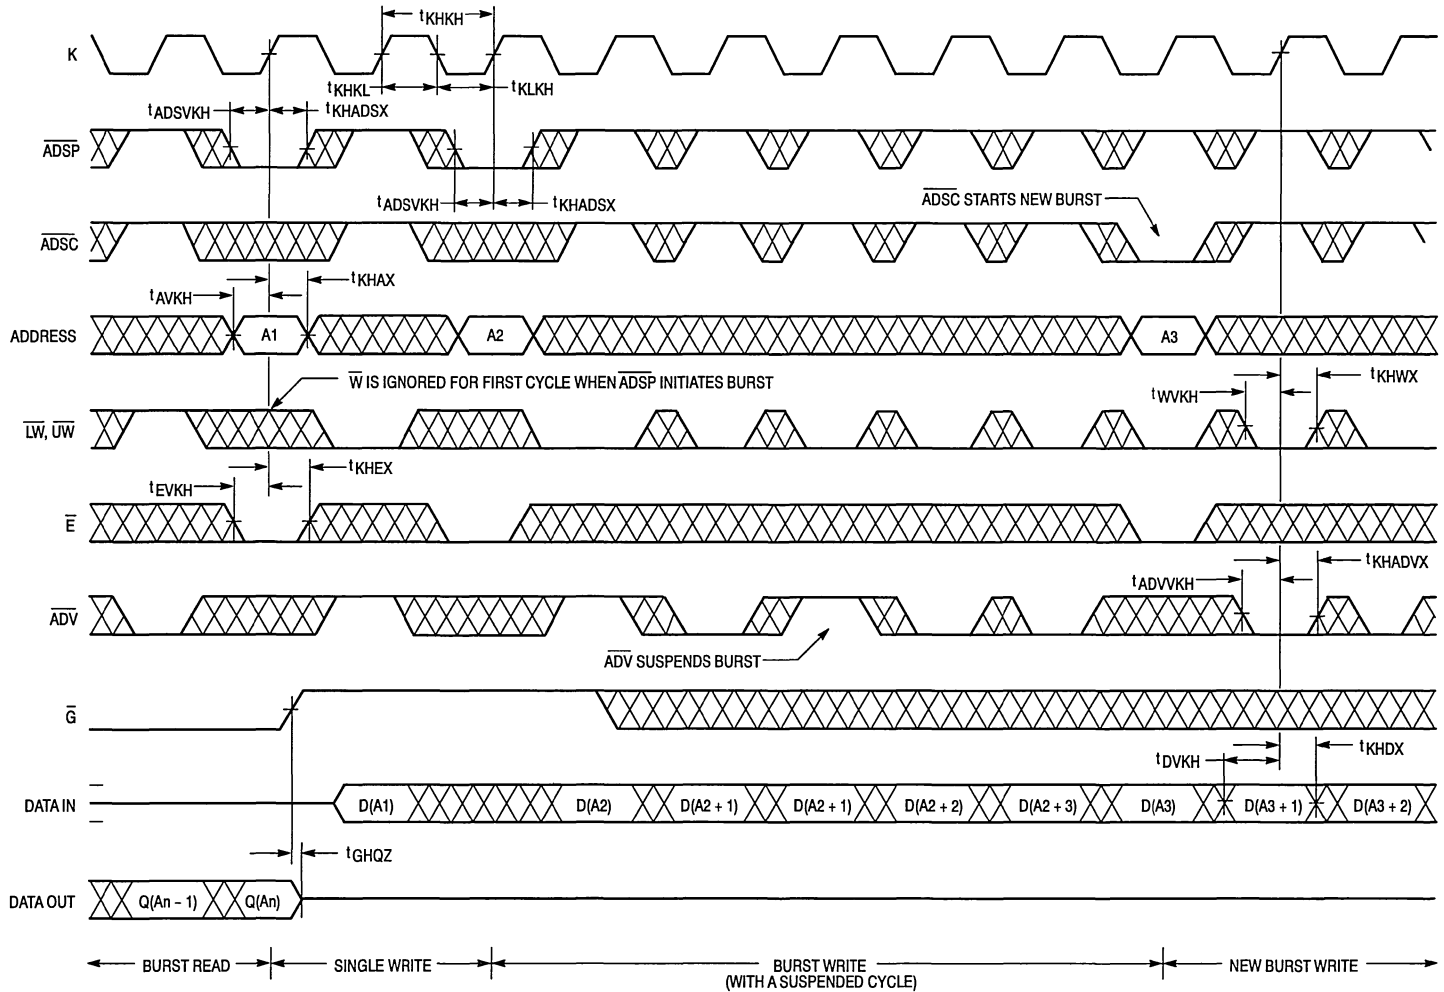 tKHKH
K
tKHKL
tKLKH
tADSVKH
tKHADSX
ADSP
tADSVKH
tKHADSX
ADSC STARTS NEW BURST
ADSC
tKHAX
tAVKH
ADDRESS
A1
A2
A3
W IS IGNORED FOR FIRST CYCLE WHEN ADSP INITIATES BURST
tKHWX
tWVKH
LW, UW
tKHEX
tEVKH
E
tKHADVX
tADVVKH
ADV
ADV SUSPENDS BURST
G
tKHDX
tDVKH
DATA IN
D(A1)
D(A2)
D(A2 + 1)
D(A2 + 1)
D(A2 + 2)
D(A2 + 3)
D(A3)
D(A3 + 1)
D(A3 + 2)
tGHQZ
DATA OUT
Q(An – 1)
Q(An)
BURST READ
SINGLE WRITE
BURST WRITE
(WITH A SUSPENDED CYCLE)
NEW BURST WRITE